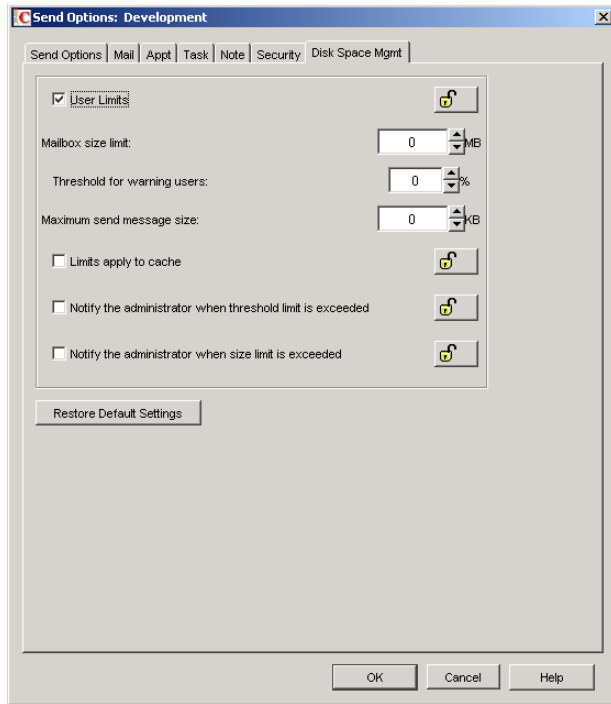 Send Options: Development
Send Options Mail Appt Task Note Security Disk Space Mgmt
User Limits
Mailbox size limit: 0 MB
Threshold for warning users: 0 %
Maximum send message size: 0 KB
Limits apply to cache
Notify the administrator when threshold limit is exceeded
Notify the administrator when size limit is exceeded
Restore Default Settings
OK Cancel Help